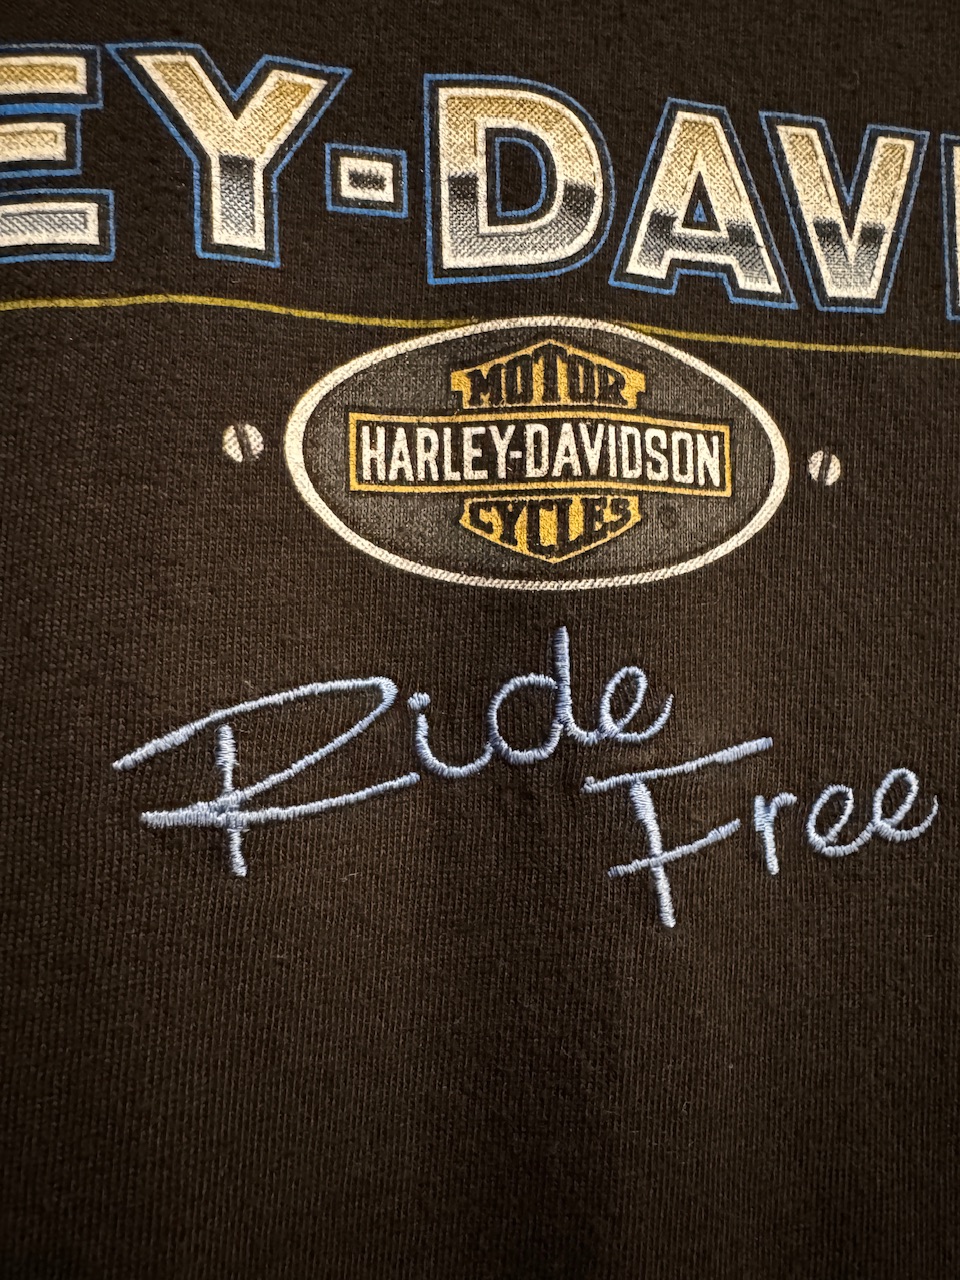 EY-DAV
MOTOR
HARLEY-DAVIDSON
CYCLES
Ride
Free